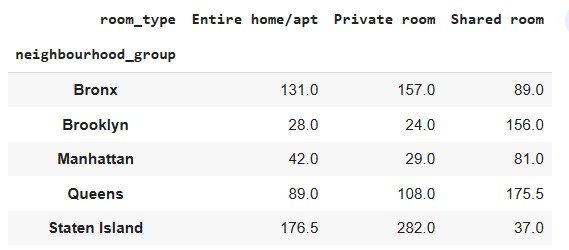 room_type Entire home/apt Private room Shared room
neighbourhood_group
Bronx 131.0 157.0 89.0
Brooklyn 28.0 24.0 156.0
Manhattan 42.0 29.0 81.0
Queens 89.0 108.0 175.5
Staten Island 176.5 282.0 37.0